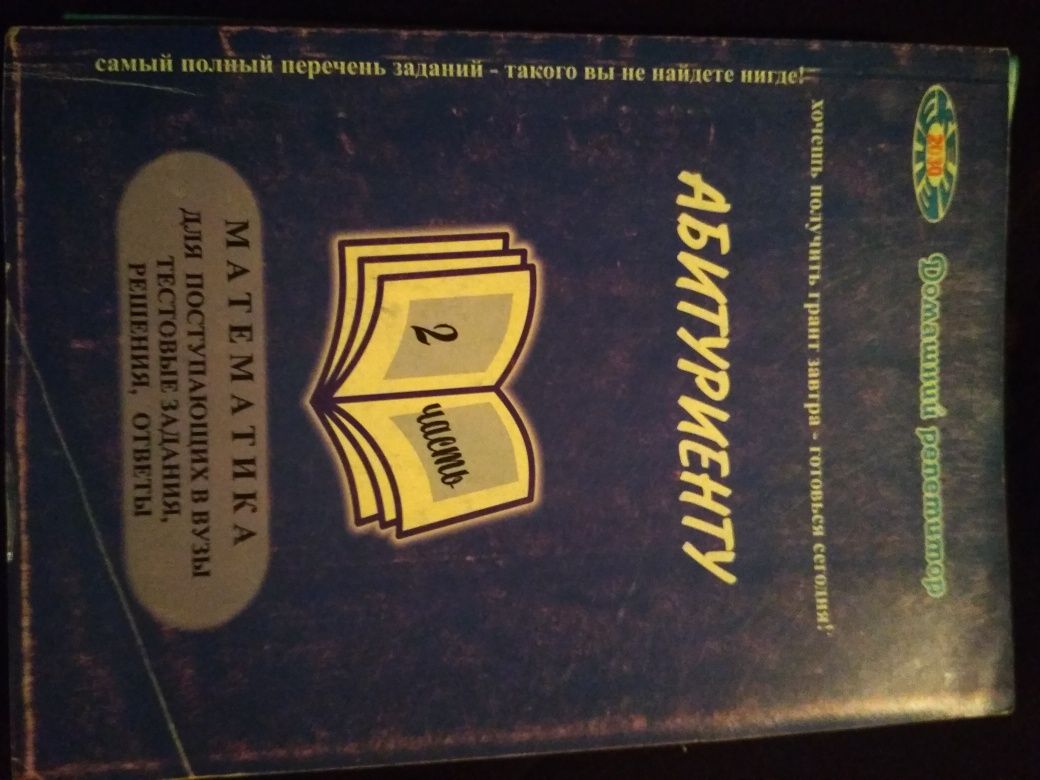 2010
Домашний репетитор
хочешь получить грант завтра - готовься сегодня!
АБИТУРИЕНТУ
2 часть
МАТЕМАТИКА
ДЛЯ ПОСТУПАЮЩИХ В ВУЗЫ
ТЕСТОВЫЕ ЗАДАНИЯ,
РЕШЕНИЯ, ОТВЕТЫ
самый полный перечень заданий - такого вы не найдете нигде!